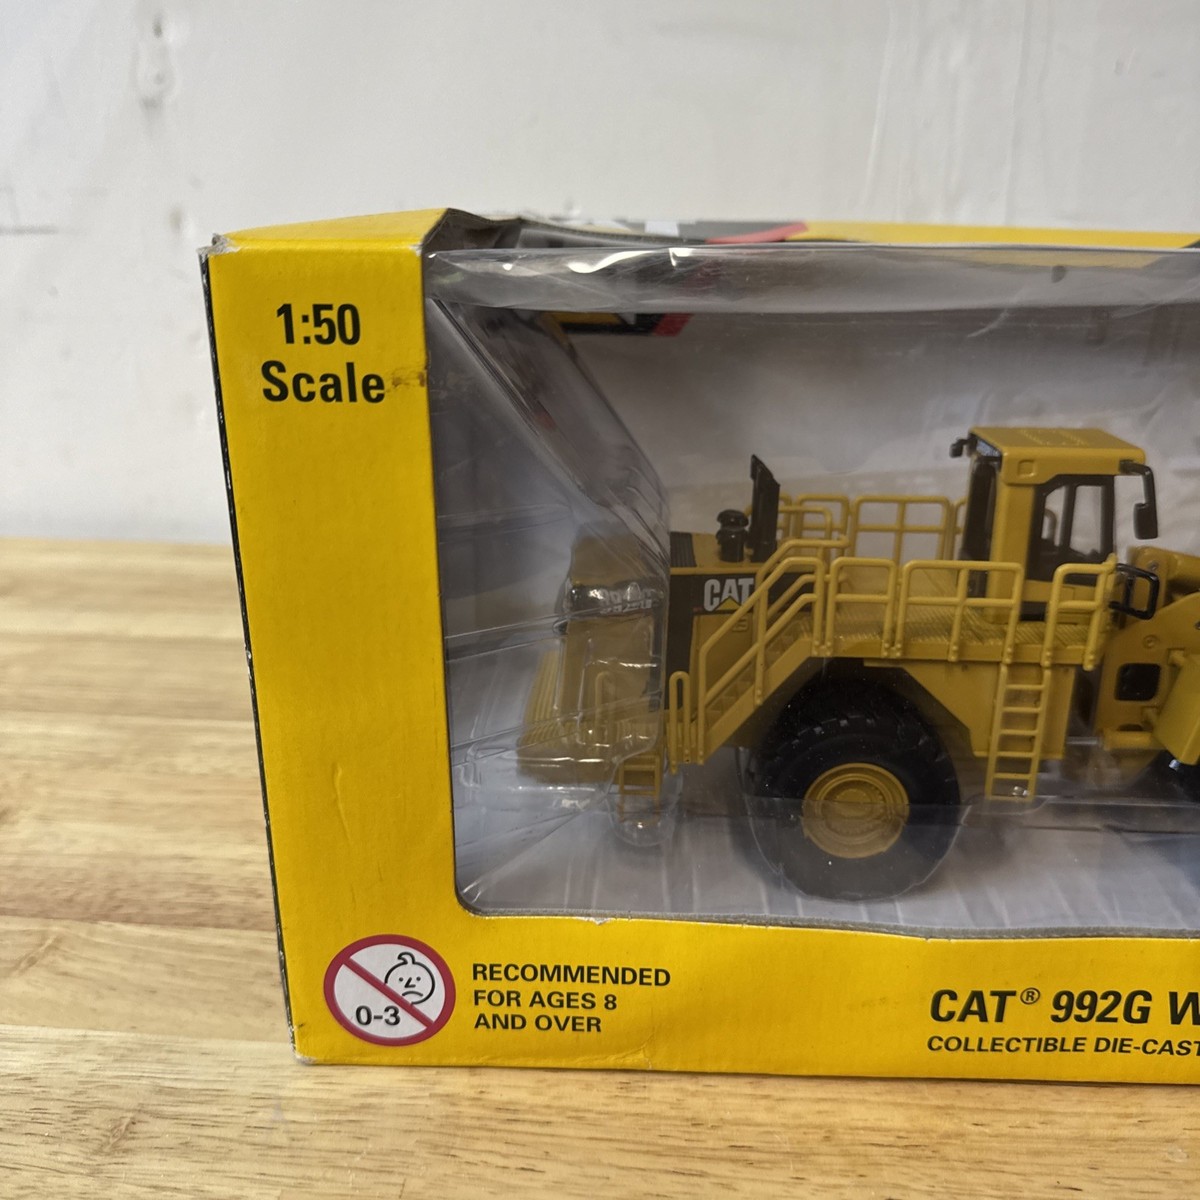 1:50
Scale
CAT
0-3
RECOMMENDED
FOR AGES 8
AND OVER
CAT® 992G W
COLLECTIBLE DIE-CAST